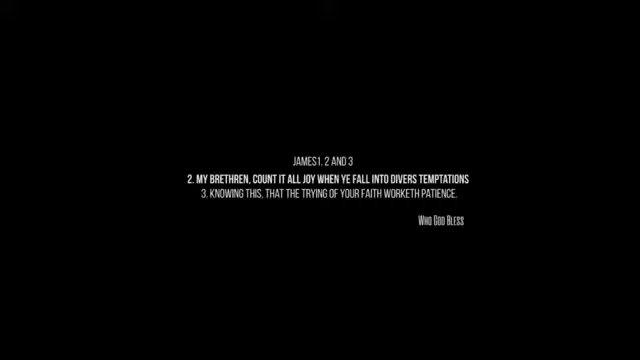 JAMES1. 2 AND 3
2. MY BRETHREN, COUNT IT ALL JOY WHEN YE FALL INTO DIVERS TEMPTATIONS
3. KNOWING THIS, THAT THE TRYING OF YOUR FAITH WORKETH PATIENCE.
WHO GOD BLESS